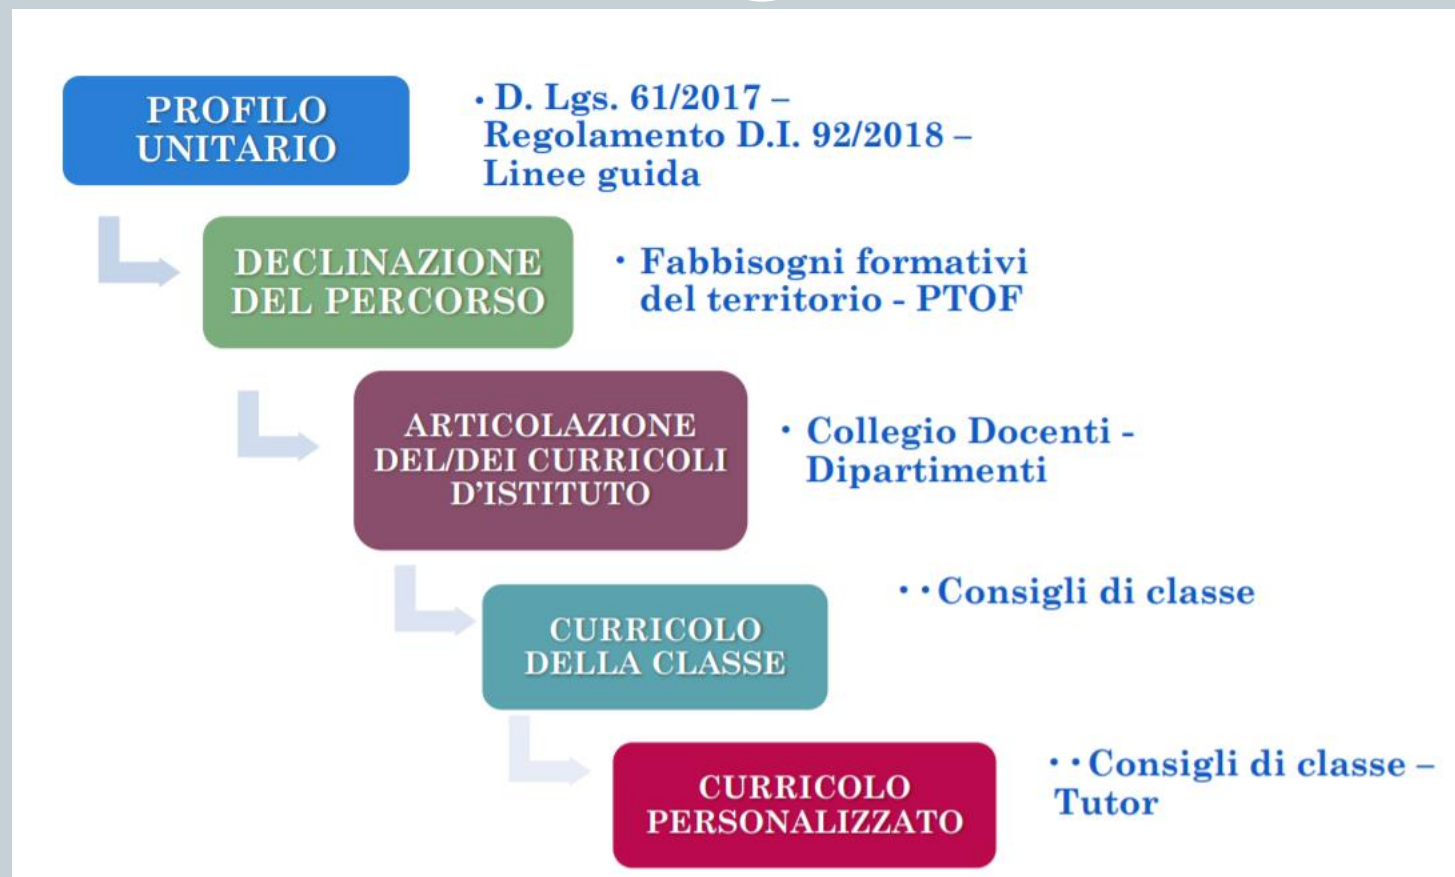 PROFILO
UNITARIO
• D. Lgs. 61/2017 –
Regolamento D.I. 92/2018 –
Linee guida
DECLINAZIONE
DEL PERCORSO
• Fabbisogni formativi
del territorio - PTOF
ARTICOLAZIONE
DEL/DEI CURRICOLI
D'ISTITUTO
• Collegio Docenti -
Dipartimenti
CURRICOLO
DELLA CLASSE
• •Consigli di classe
CURRICOLO
PERSONALIZZATO
• •Consigli di classe –
Tutor